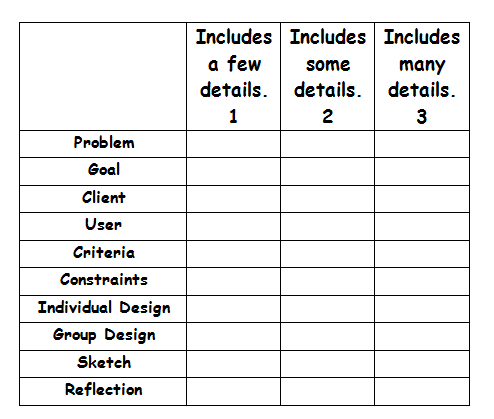 Includes a few details. 1
Includes some details. 2
Includes many details. 3
Problem
Goal
Client
User
Criteria
Constraints
Individual Design
Group Design
Sketch
Reflection